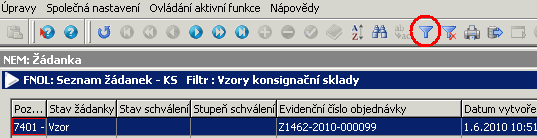 Úpravy Společná nastavení Ovládání aktivní funkce Nápovědy
NEM: Žádanka
FNOL: Seznam žádanek - KS Filtr : Vzory konsignační sklady
Poz... Stav žádanky Stav schválení Stupeň schválení Evidenční číslo objednávky Datum vytvoře
7401 - Vzor Z1462-2010-000099 1.6.2010 10:51